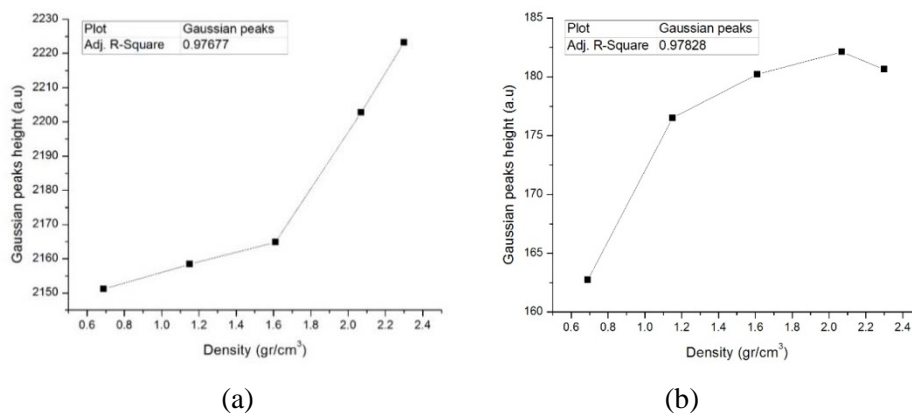 Plot Gaussian peaks
Adj. R-Square 0.97677
Gaussian peaks height (a.u)
2230
2220
2210
2200
2190
2180
2170
2160
2150
0.6 0.8 1.0 1.2 1.4 1.6 1.8 2.0 2.2 2.4
Density (gr/cm³)
(a)
Plot Gaussian peaks
Adj. R-Square 0.97828
Gaussian peaks height (a.u)
185
180
175
170
165
160
0.6 0.8 1.0 1.2 1.4 1.6 1.8 2.0 2.2 2.4
Density (gr/cm³)
(b)